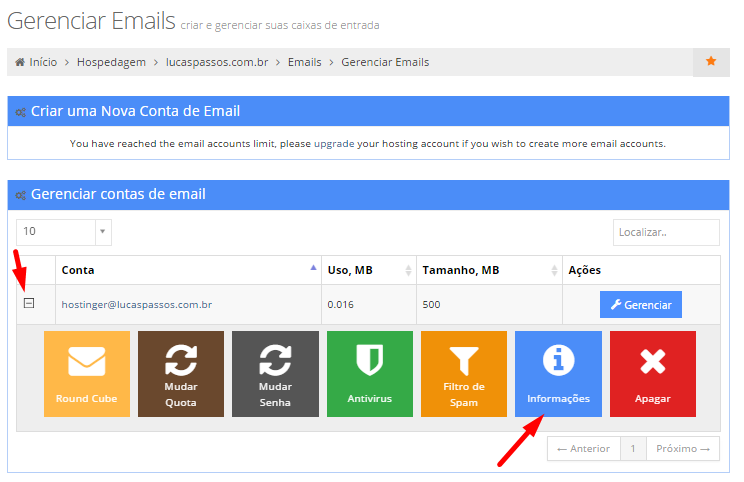 Gerenciar Emails criar e gerenciar suas caixas de entrada
Início > Hospedagem > lucaspassos.com.br > Emails > Gerenciar Emails
Criar uma Nova Conta de Email
You have reached the email accounts limit, please upgrade your hosting account if you wish to create more email accounts.
Gerenciar contas de email
10 Localizar..
Conta Uso, MB Tamanho, MB Ações
hostinger@lucaspassos.com.br 0.016 500 Gerenciar
Round Cube
Mudar
Quota
Mudar
Senha
Antivirus
Filtro de
Spam
Informações
Apagar
← Anterior 1 Próximo →